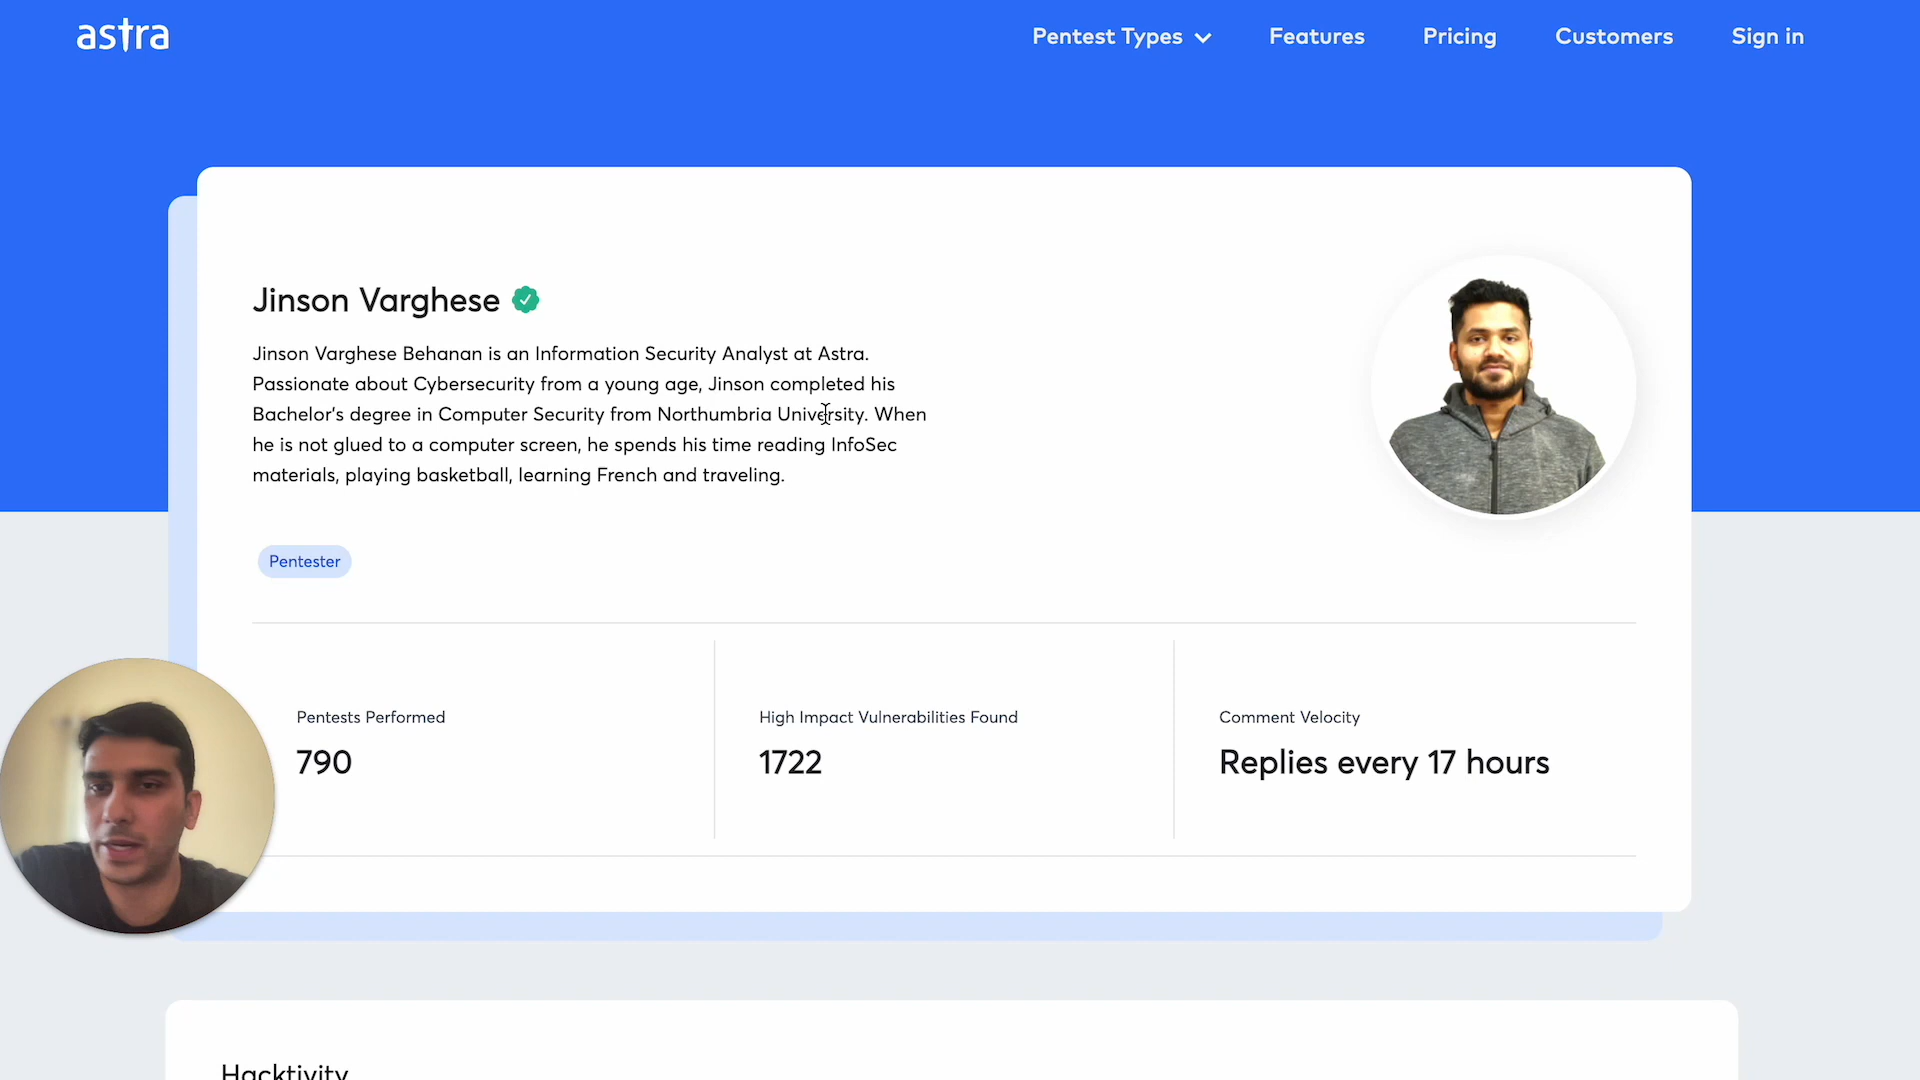 astra
Pentest Types
Features
Pricing
Customers
Sign in
Jinson Varghese
Jinson Varghese Behanan is an Information Security Analyst at Astra.
Passionate about Cybersecurity from a young age, Jinson completed his
Bachelor's degree in Computer Security from Northumbria University. When
he is not glued to a computer screen, he spends his time reading InfoSec
materials, playing basketball, learning French and traveling.
Pentester
Pentests Performed
790
High Impact Vulnerabilities Found
1722
Comment Velocity
Replies every 17 hours
Hacktivity